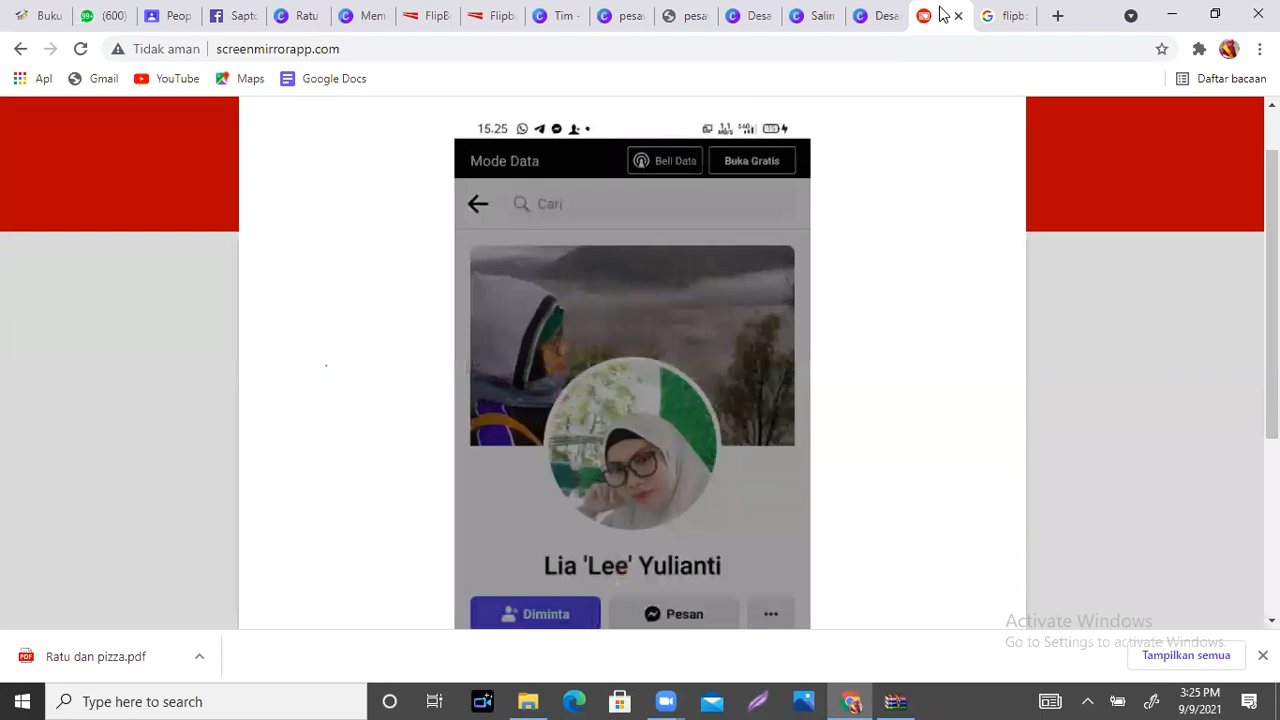 Buku
(600)
Peop
Sapto
Ratu
Mem
FlipB
Flipb
Tim -
pesa
pesa
Desa
Salin
Desa
flipb
Tidak aman
screenmirrorapp.com
Apl
Gmail
YouTube
Maps
Google Docs
Daftar bacaan
15.25
1,1
MB/S
Mode Data
Beli Data
Buka Gratis
Cari
Lia 'Lee' Yulianti
Diminta
Pesan
Activate Windows
Go to Settings to activate Windows.
Ratu dan pizza.pdf
Tampilkan semua
Type here to search
3:25 PM
9/9/2021